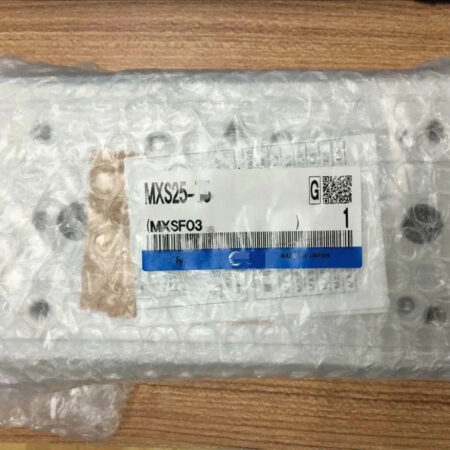 MXS25-
G
(MXSF03 )
1
MADE IN JAPAN